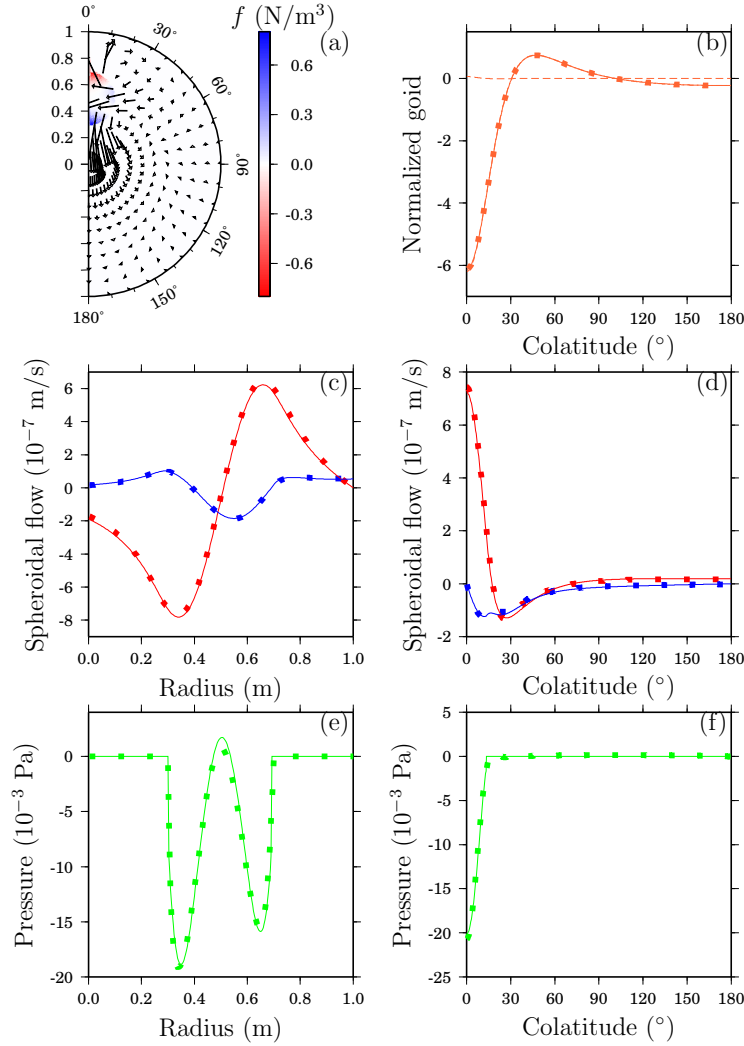 f (N/m³)
0°
(a)
30°
60°
90°
120°
150°
180°
1
0.8
0.6
0.4
0.2
0
0.6
0.3
0.0
-0.3
-0.6
(b)
Normalized goid
0
-2
-4
-6
0 30 60 90 120 150 180
Colatitude (°)
(c)
Spheroidal flow (10⁻⁷ m/s)
6
4
2
0
-2
-4
-6
-8
0.0 0.2 0.4 0.6 0.8 1.0
Radius (m)
(d)
Spheroidal flow (10⁻⁷ m/s)
8
6
4
2
0
-2
0 30 60 90 120 150 180
Colatitude (°)
(e)
Pressure (10⁻³ Pa)
0
-5
-10
-15
-20
0.0 0.2 0.4 0.6 0.8 1.0
Radius (m)
(f)
Pressure (10⁻³ Pa)
5
0
-5
-10
-15
-20
-25
0 30 60 90 120 150 180
Colatitude (°)